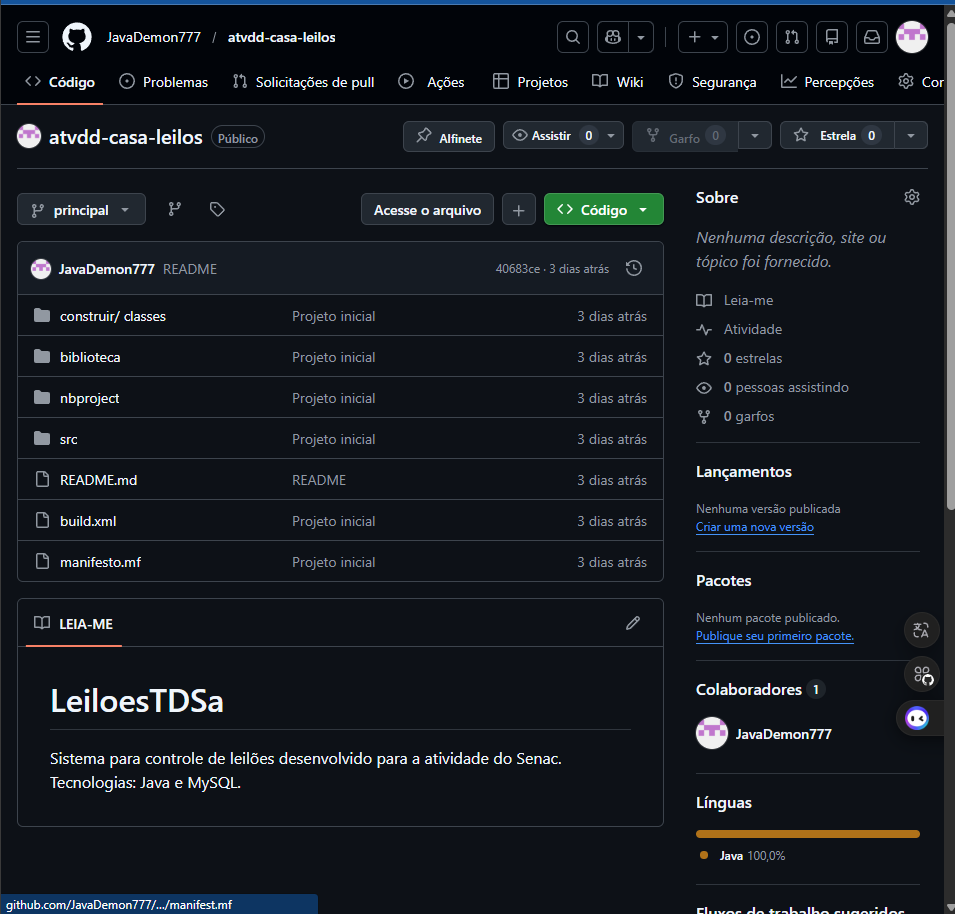 JavaDemon777 / atvdd-casa-leilos
Código Problemas Solicitações de pull Ações Projetos Wiki Segurança Percepções Con
atvdd-casa-leilos Público Alfinete Assistir 0 Garfo 0 Estrela 0
principal Acesse o arquivo Código
JavaDemon777 README 40683ce · 3 dias atrás
construir/ classes Projeto inicial 3 dias atrás
biblioteca Projeto inicial 3 dias atrás
nbproject Projeto inicial 3 dias atrás
src Projeto inicial 3 dias atrás
README.md README 3 dias atrás
build.xml Projeto inicial 3 dias atrás
manifesto.mf Projeto inicial 3 dias atrás
LEIA-ME
LeiloesTDSa
Sistema para controle de leilões desenvolvido para a atividade do Senac.
Tecnologias: Java e MySQL.
Sobre
Nenhuma descrição, site ou
tópico foi fornecido.
Leia-me
Atividade
0 estrelas
0 pessoas assistindo
0 garfos
Lançamentos
Nenhuma versão publicada
Criar uma nova versão
Pacotes
Nenhum pacote publicado.
Publique seu primeiro pacote.
Colaboradores 1
JavaDemon777
Línguas
Java 100,0%
Fluxos de trabalho sugeridos
github.com/JavaDemon777/.../manifest.mf